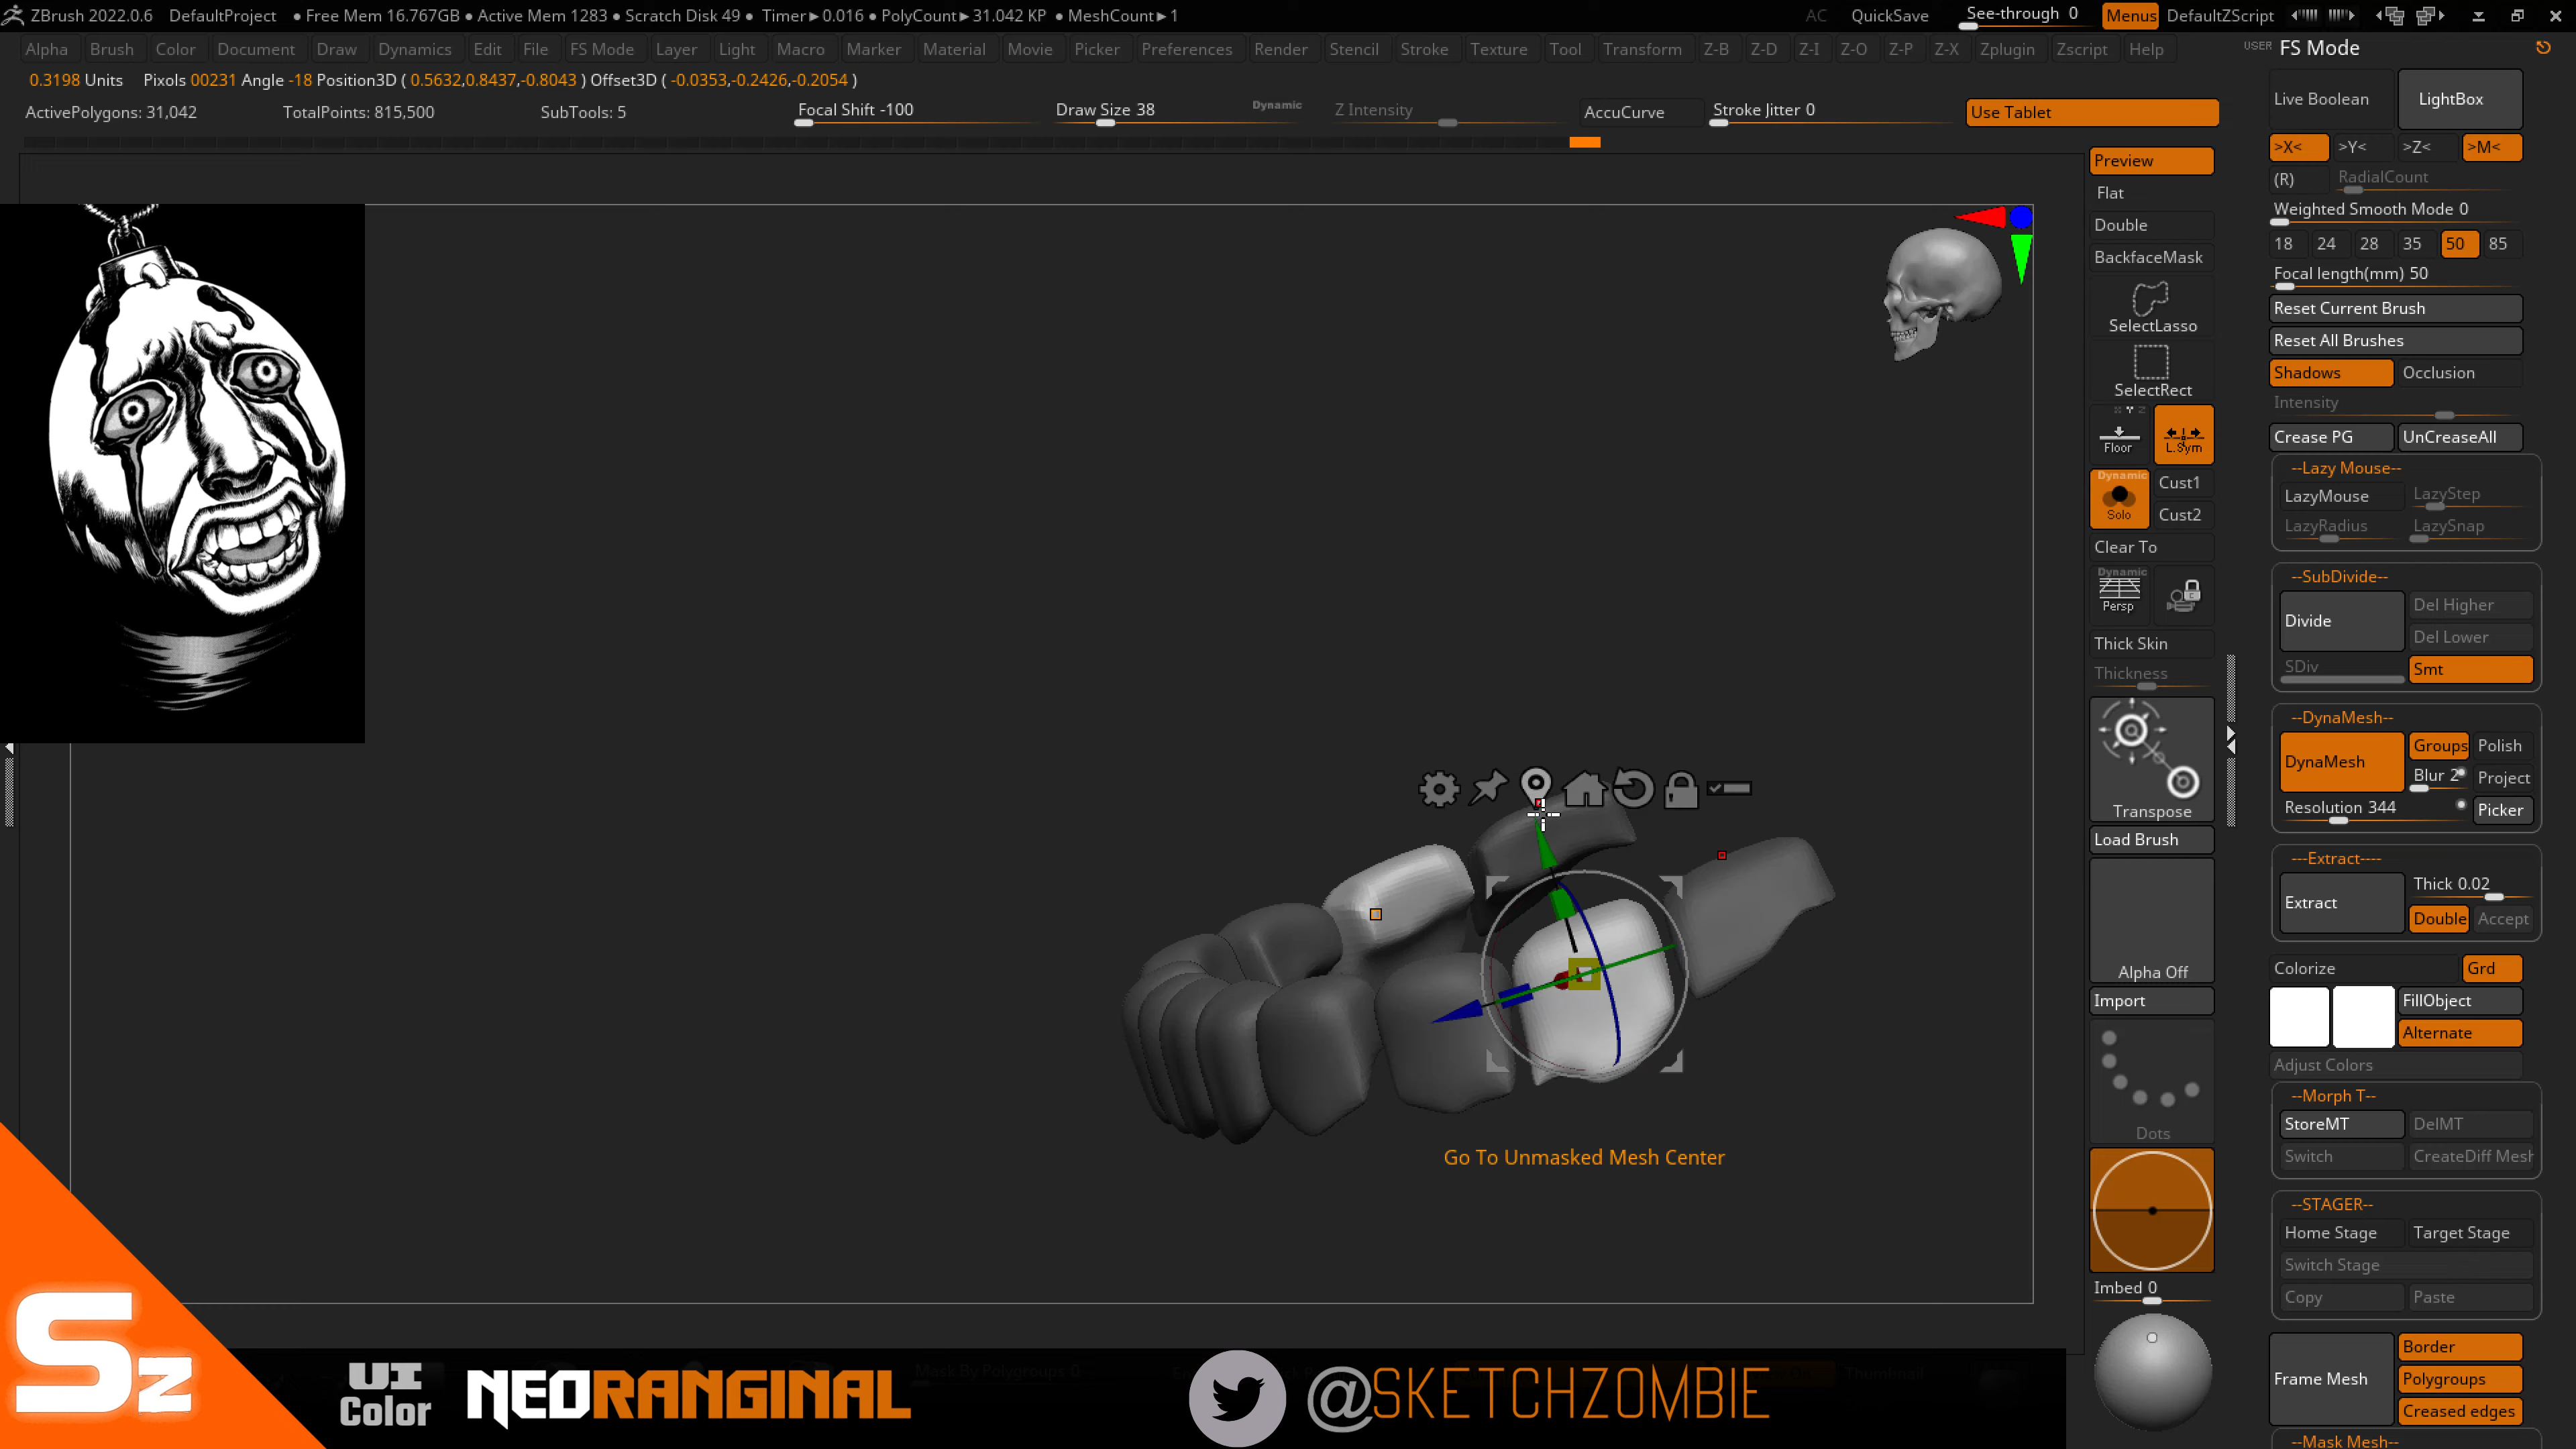 ZBrush 2022.0.6 DefaultProject • Free Mem 16.767GB • Active Mem 1283 • Scratch Disk 49 • Timer▸0.016 • PolyCount▸31.042 KP • MeshCount▸1 AC QuickSave See-through 0 Menus DefaultZScript
Alpha Brush Color Document Draw Dynamics Edit File FS Mode Layer Light Macro Marker Material Movie Picker Preferences Render Stencil Stroke Texture Tool Transform Z-B Z-D Z-I Z-O Z-P Z-X Zplugin Zscript Help
USER FS Mode
0.3198 Units Pixols 00231 Angle -18 Position3D ( 0.5632,0.8437,-0.8043 ) Offset3D ( -0.0353,-0.2426,-0.2054 )
ActivePolygons: 31,042 TotalPoints: 815,500 SubTools: 5 Focal Shift -100 Draw Size 38 Dynamic Z Intensity AccuCurve Stroke Jitter 0 Use Tablet
Preview
Flat
Double
BackfaceMask
SelectLasso
SelectRect
Floor L.Sym
Dynamic
Solo
Cust1
Cust2
Clear To
Dynamic
Persp
Thick Skin
Thickness
Transpose
Load Brush
Alpha Off
Import
Dots
Imbed 0
Live Boolean LightBox
>X< >Y< >Z< >M<
(R) RadialCount
Weighted Smooth Mode 0
18 24 28 35 50 85
Focal length(mm) 50
Reset Current Brush
Reset All Brushes
Shadows Occlusion
Intensity
Crease PG UnCreaseAll
--Lazy Mouse--
LazyMouse LazyStep
LazyRadius LazySnap
--SubDivide--
Divide Del Higher
Del Lower
SDiv Smt
--DynaMesh--
DynaMesh Groups Polish
Blur 2 Project
Resolution 344 Picker
---Extract----
Extract Thick 0.02
Double Accept
Colorize Grd
FillObject
Alternate
Adjust Colors
--Morph T--
StoreMT DelMT
Switch CreateDiff Mesh
--STAGER--
Home Stage Target Stage
Switch Stage
Copy Paste
Frame Mesh Border
Polygroups
Creased edges
--Mask Mesh--
Go To Unmasked Mesh Center
Mask By Polygroups 0
Thumbnail
Sz
UI
Color
NEORANGINAL
@SKETCHZOMBIE